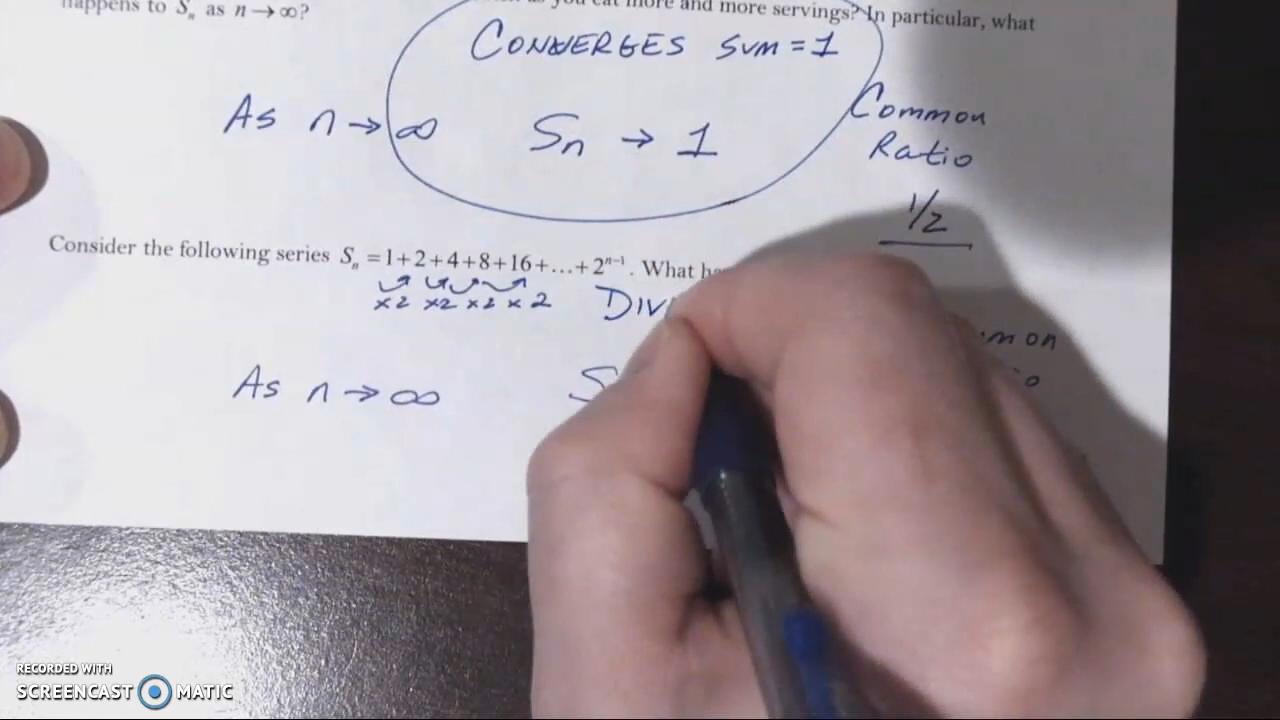 you eat more and more servings? In particular, what
happens to Sₙ as n→∞?
CONVERGES SUM = 1
As n → ∞ Sₙ → 1
Common
Ratio
1/2
Consider the following series Sₙ = 1+2+4+8+16+…+2ⁿ⁻¹. What
×2 ×2 ×2 ×2 DIV
As n → ∞ S
RECORDED WITH
SCREENCAST MATIC